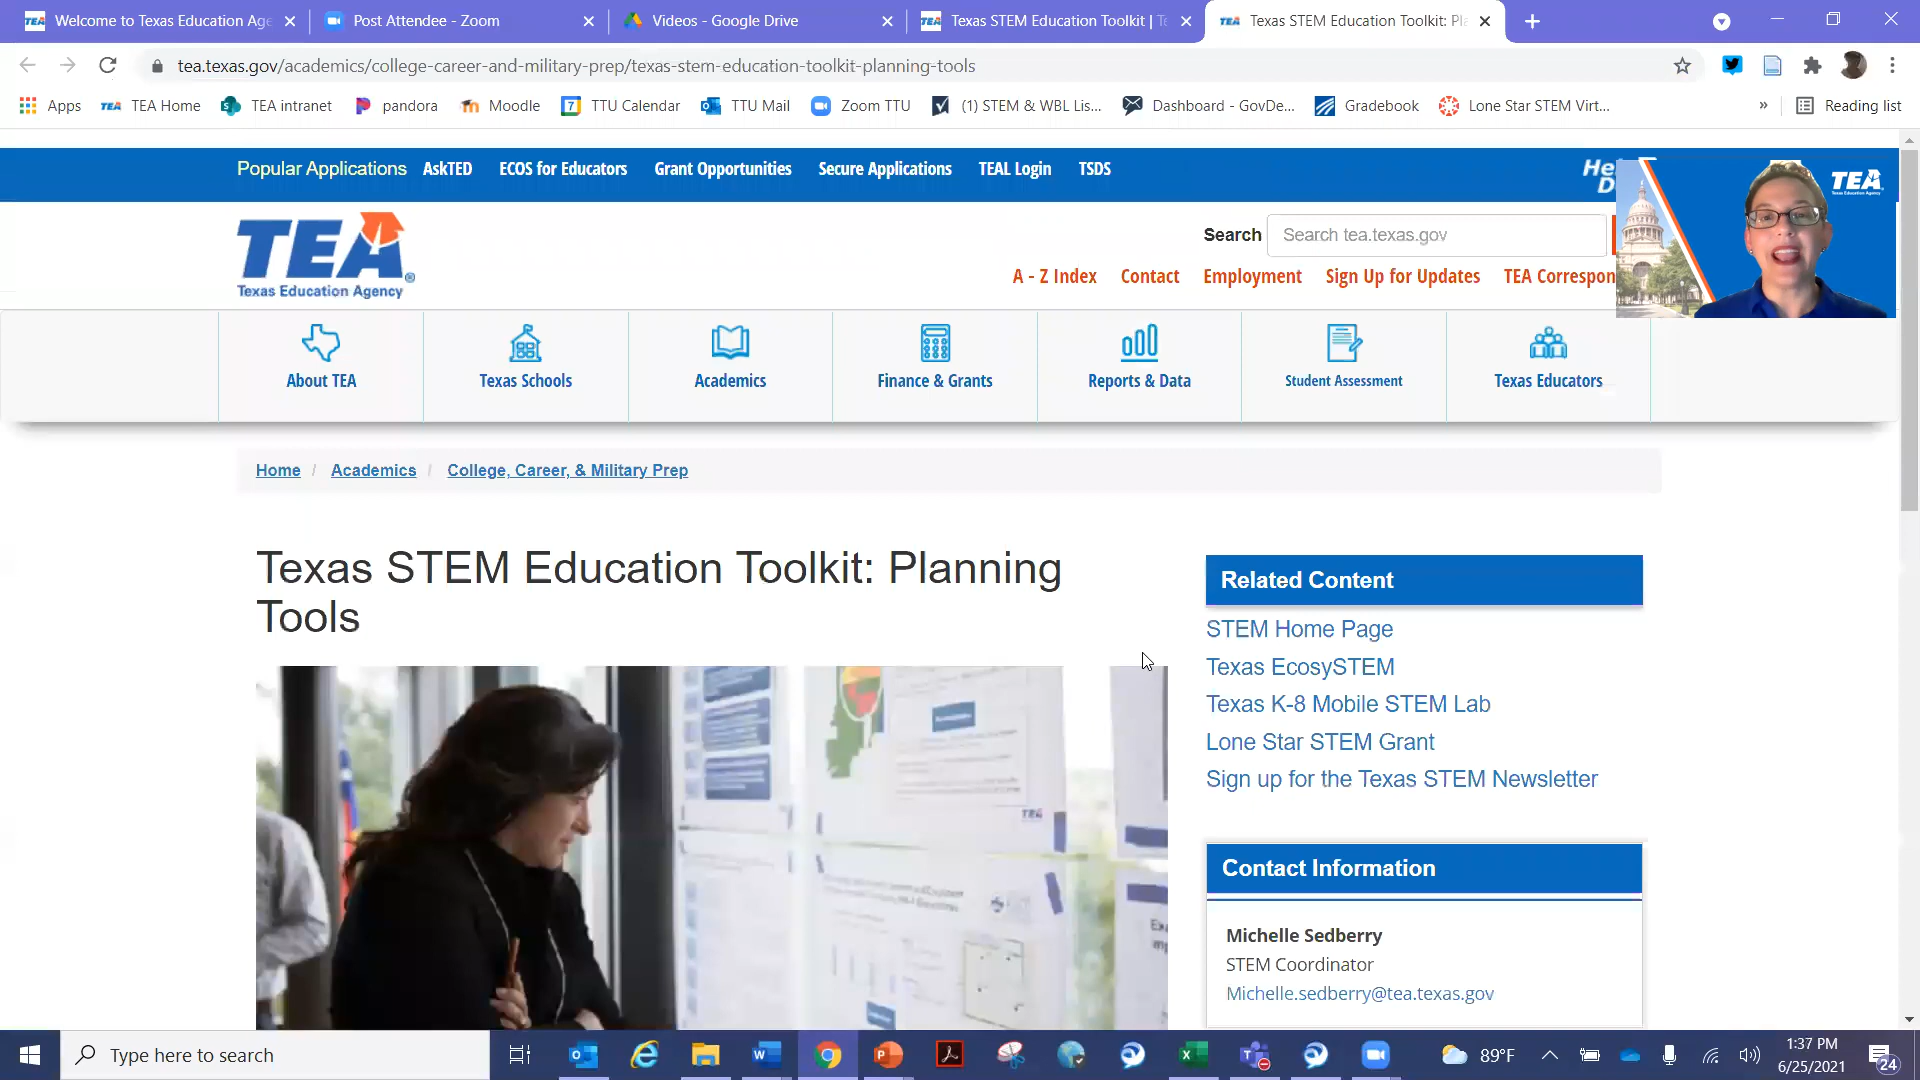 Welcome to Texas Education Age
Post Attendee - Zoom
Videos - Google Drive
Texas STEM Education Toolkit | Te
Texas STEM Education Toolkit: Pla
tea.texas.gov/academics/college-career-and-military-prep/texas-stem-education-toolkit-planning-tools
Apps
TEA Home
TEA intranet
pandora
Moodle
TTU Calendar
TTU Mail
Zoom TTU
(1) STEM & WBL Lis...
Dashboard - GovDe...
Gradebook
Lone Star STEM Virt...
»
Reading list
Popular Applications
AskTED
ECOS for Educators
Grant Opportunities
Secure Applications
TEAL Login
TSDS
He
D
TEA
Texas Education Agency
TEA
Texas Education Agency
Search
Search tea.texas.gov
A - Z Index
Contact
Employment
Sign Up for Updates
TEA Correspon
About TEA
Texas Schools
Academics
Finance & Grants
Reports & Data
Student Assessment
Texas Educators
Home / Academics / College, Career, & Military Prep
Texas STEM Education Toolkit: Planning
Tools
TEA
Related Content
STEM Home Page
Texas EcosySTEM
Texas K-8 Mobile STEM Lab
Lone Star STEM Grant
Sign up for the Texas STEM Newsletter
Contact Information
Michelle Sedberry
STEM Coordinator
Michelle.sedberry@tea.texas.gov
Type here to search
89°F
1:37 PM
6/25/2021
24